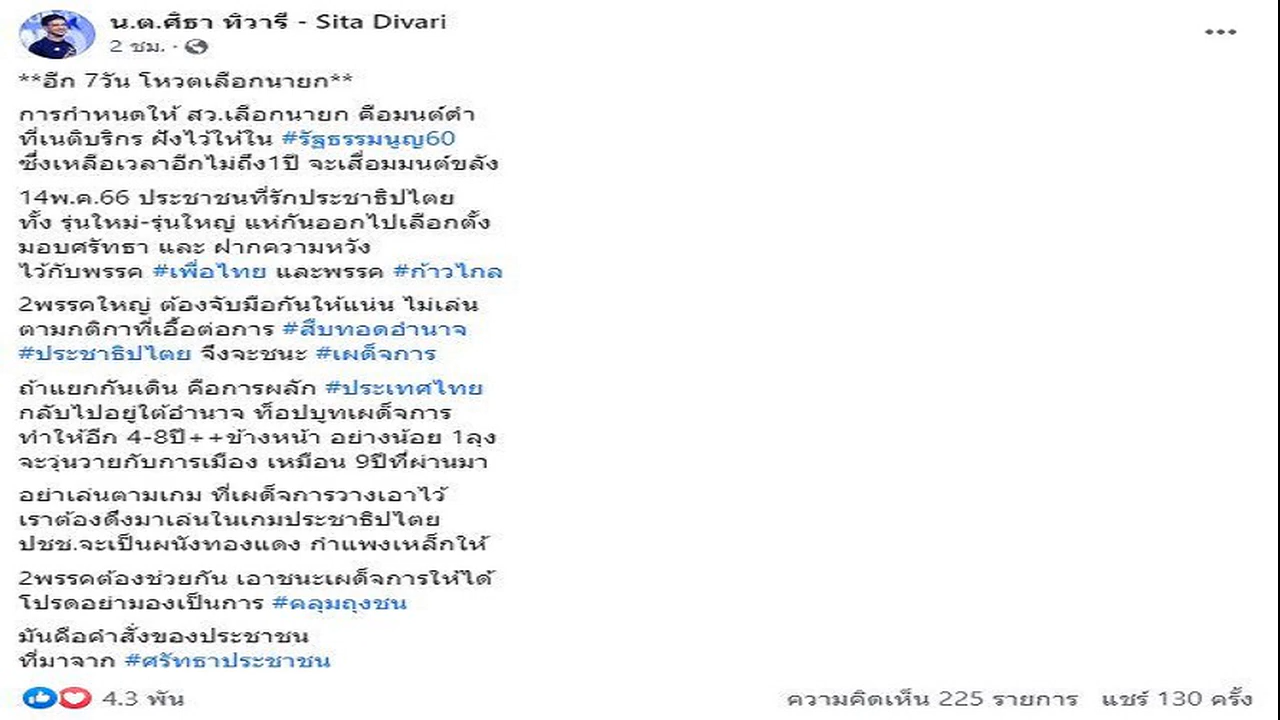 น.ต.ศิธา ทิวารี - Sita Divari
2 ชม. ·
**อีก 7วัน โหวตเลือกนายก**
การกำหนดให้ สว.เลือกนายก คือมนต์ดำ
ที่เนติบริกร ฝังไว้ให้ใน #รัฐธรรมนูญ60
ซึ่งเหลือเวลาอีกไม่ถึง1ปี จะเสื่อมมนต์ขลัง
14พ.ค.66 ประชาชนที่รักประชาธิปไตย
ทั้ง รุ่นใหม่-รุ่นใหญ่ แห่กันออกไปเลือกตั้ง
มอบศรัทธา และ ฝากความหวัง
ไว้กับพรรค #เพื่อไทย และพรรค #ก้าวไกล
2พรรคใหญ่ ต้องจับมือกันให้แน่น ไม่เล่น
ตามกติกาที่เอื้อต่อการ #สืบทอดอำนาจ
#ประชาธิปไตย จึงจะชนะ #เผด็จการ
ถ้าแยกกันเดิน คือการผลัก #ประเทศไทย
กลับไปอยู่ใต้อำนาจ ท็อปบูทเผด็จการ
ทำให้อีก 4-8ปี++ข้างหน้า อย่างน้อย 1ลุง
จะวุ่นวายกับการเมือง เหมือน 9ปีที่ผ่านมา
อย่าเล่นตามเกม ที่เผด็จการวางเอาไว้
เราต้องดึงมาเล่นในเกมประชาธิปไตย
ปชช.จะเป็นผนังทองแดง กำแพงเหล็กให้
2พรรคต้องช่วยกัน เอาชนะเผด็จการให้ได้
โปรดอย่ามองเป็นการ #คลุมถุงชน
มันคือคำสั่งของประชาชน
ที่มาจาก #ศรัทธาประชาชน
4.3 พัน ความคิดเห็น 225 รายการ แชร์ 130 ครั้ง